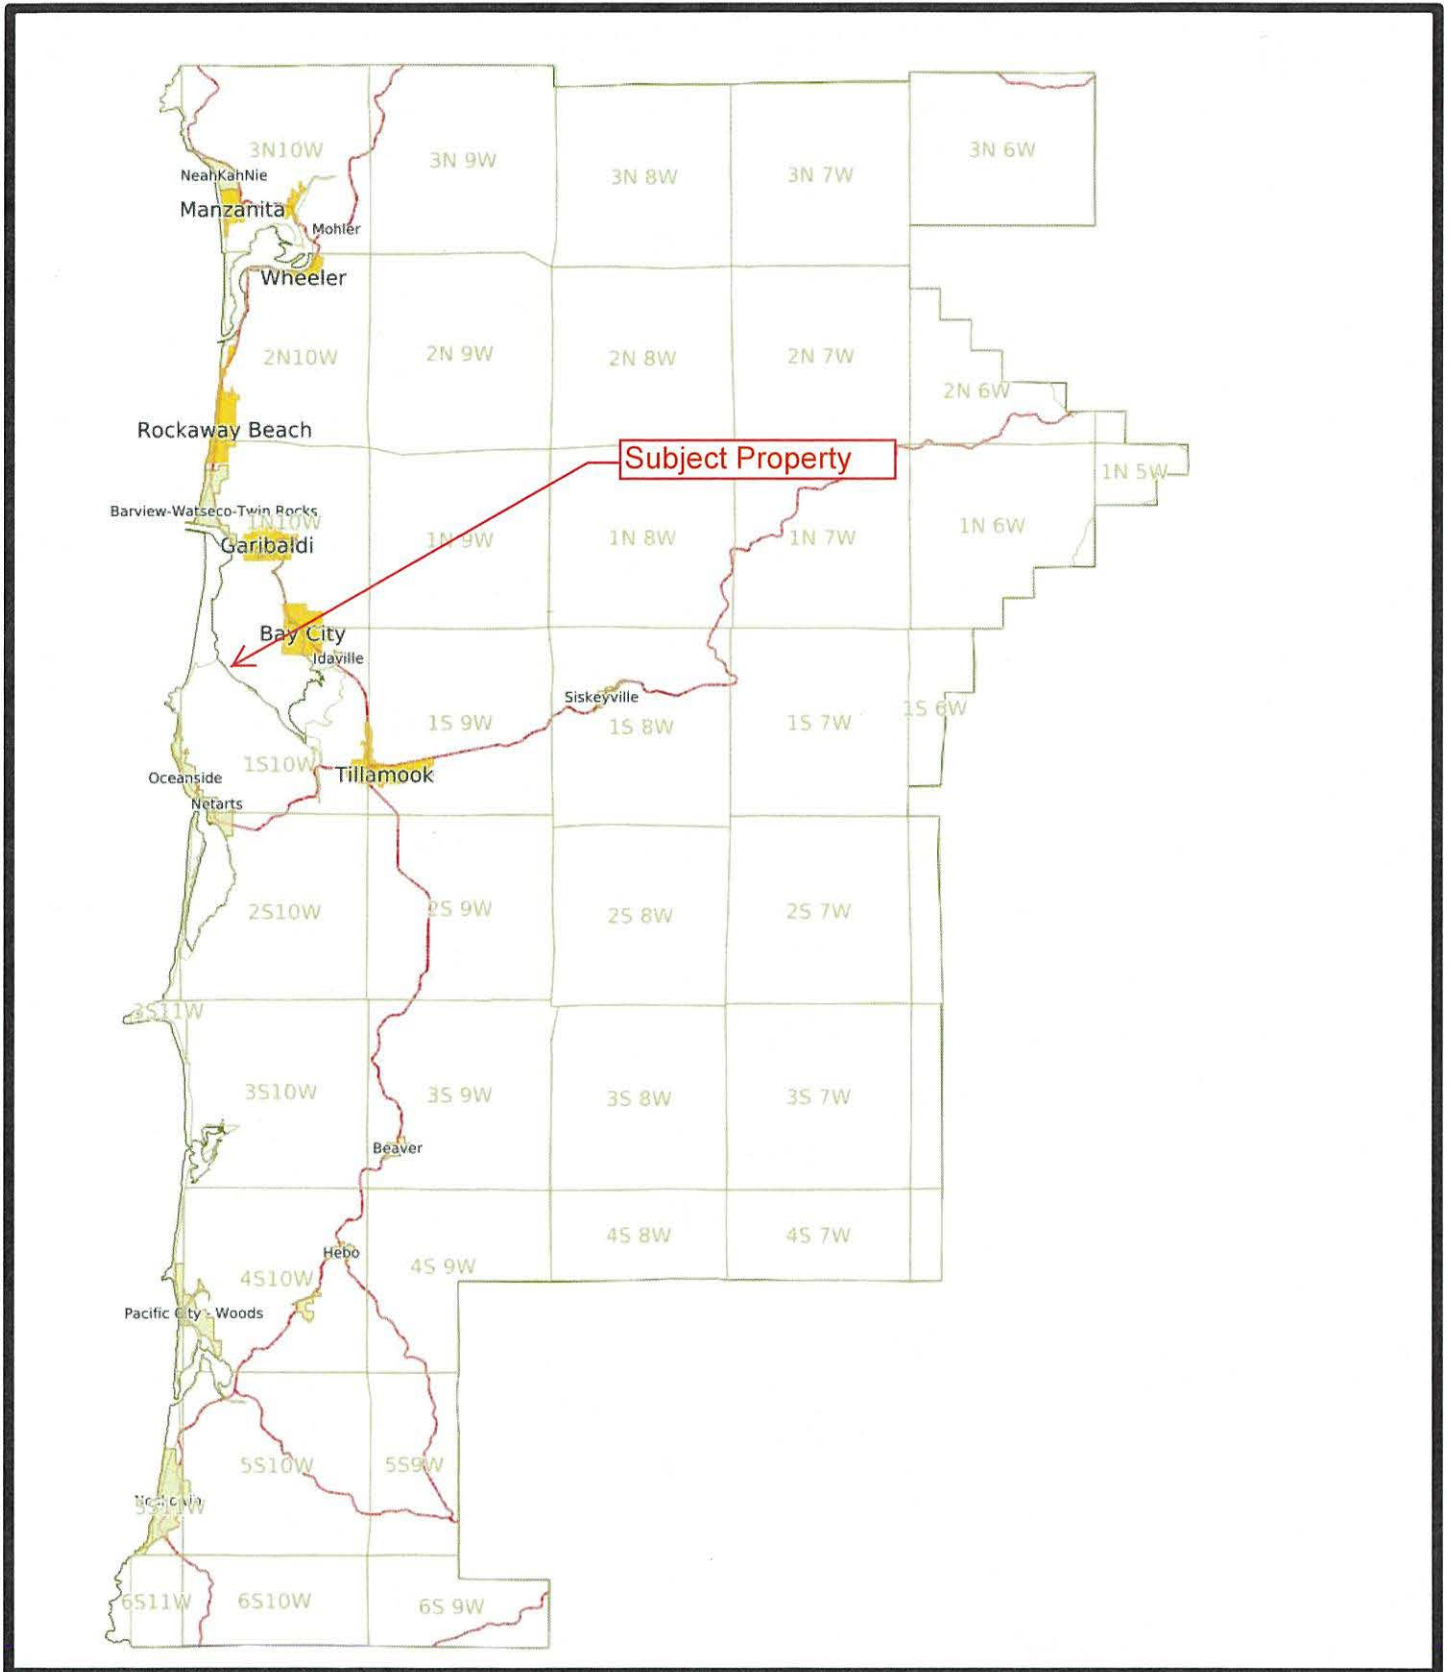 3N10W
3N 9W
3N 8W
3N 7W
3N 6W
NeahKahNie
Manzanita
Mohler
Wheeler
2N10W
2N 9W
2N 8W
2N 7W
2N 6W
Rockaway Beach
Subject Property
1N 5W
Barview-Watseco-Twin Rocks
1N10W
Garibaldi
1N 9W
1N 8W
1N 7W
1N 6W
Bay City
Idaville
Siskeyville
1S 9W
1S 8W
1S 7W
1S 6W
1S10W
Oceanside
Tillamook
Netarts
2S10W
2S 9W
2S 8W
2S 7W
3S11W
3S10W
3S 9W
3S 8W
3S 7W
Beaver
4S 8W
4S 7W
Hebo
4S10W
4S 9W
Pacific City - Woods
5S10W
5S9W
5S11W
6S11W
6S10W
6S 9W